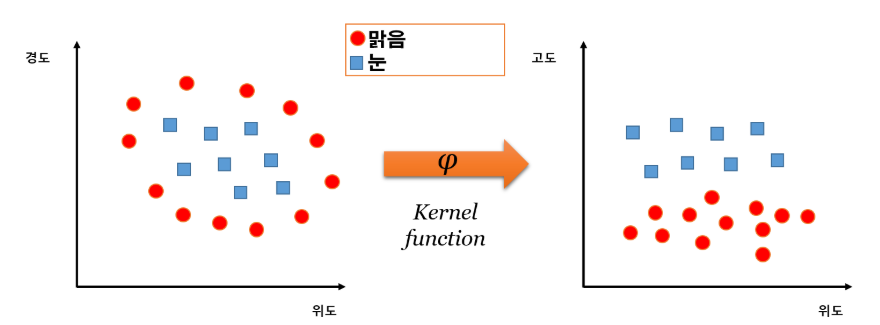 맑음
눈
경도
고도
φ
Kernel
function
위도
위도